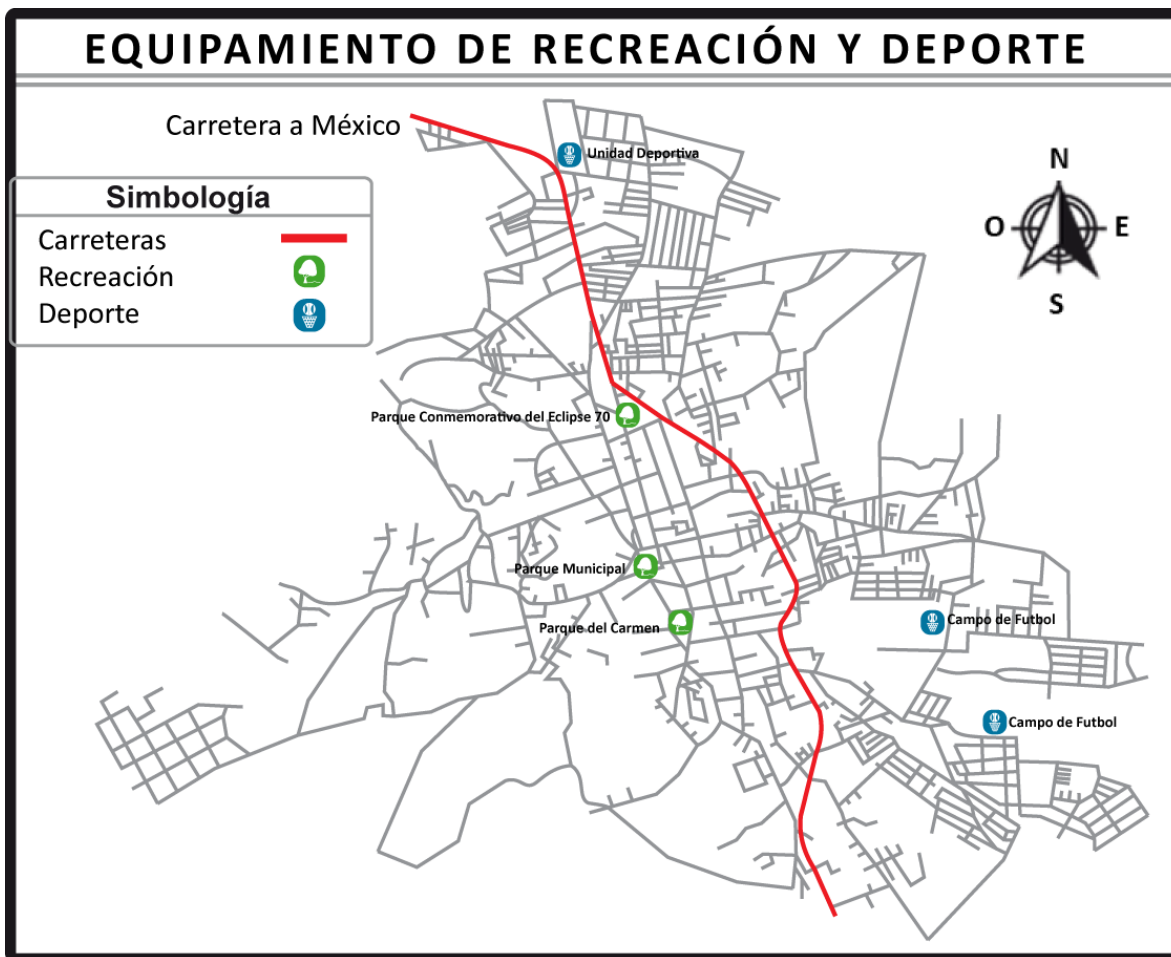 EQUIPAMIENTO DE RECREACIÓN Y DEPORTE
Carretera a México
Unidad Deportiva
N
O
E
S
Simbología
Carreteras
Recreación
Deporte
Parque Conmemorativo del Eclipse 70
Parque Municipal
Parque del Carmen
Campo de Futbol
Campo de Futbol